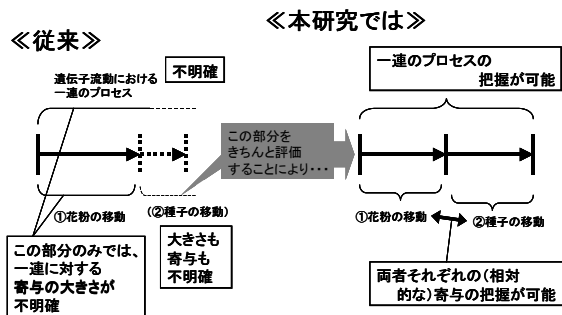 ≪従来≫
遺伝子流動における
一連のプロセス
不明確
①花粉の移動
(②種子の移動)
この部分のみでは、
一連に対する
寄与の大きさが
不明確
大きさも
寄与も
不明確
この部分を
きちんと評価
することにより・・・
≪本研究では≫
一連のプロセスの
把握が可能
①花粉の移動
②種子の移動
両者それぞれの(相対
的な)寄与の把握が可能